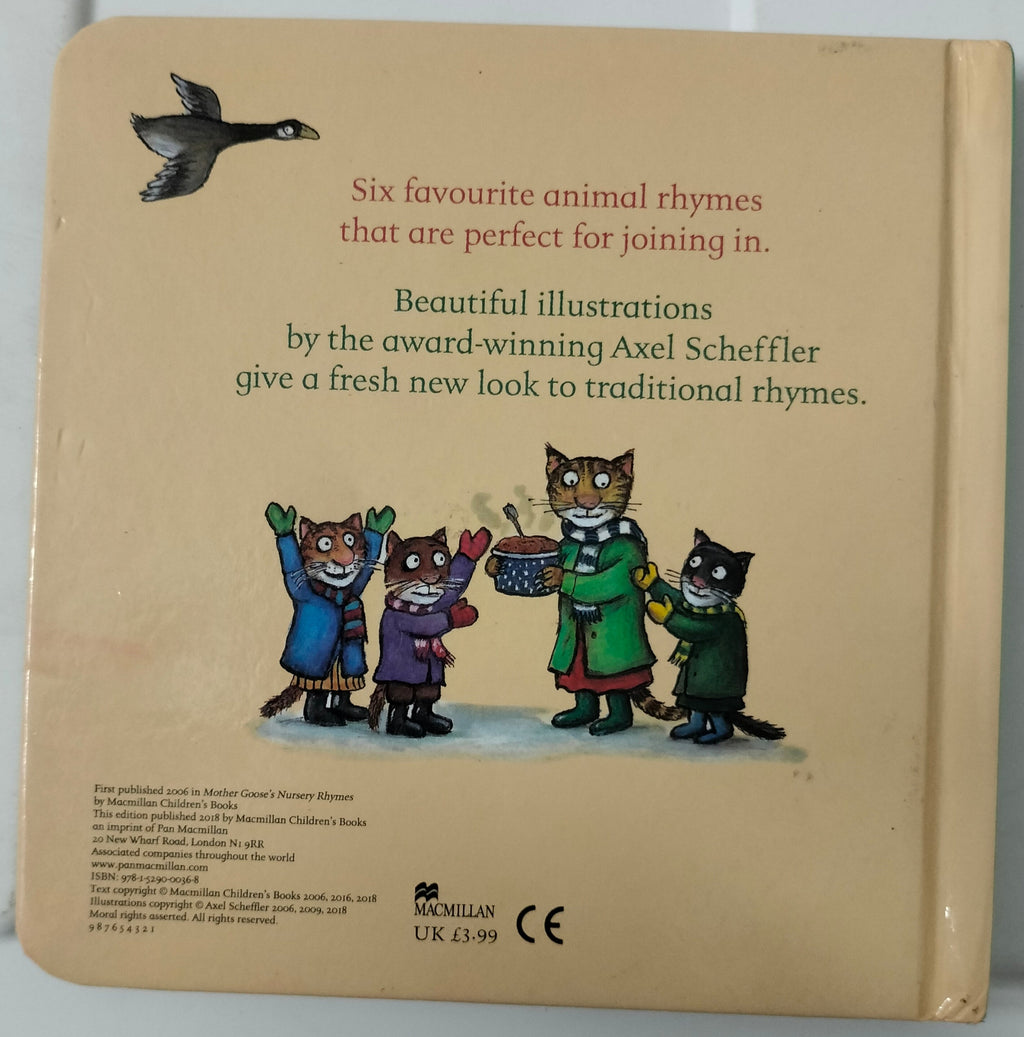 Six favourite animal rhymes
that are perfect for joining in.
Beautiful illustrations
by the award-winning Axel Scheffler
give a fresh new look to traditional rhymes.
First published 2006 in Mother Goose's Nursery Rhymes
by Macmillan Children's Books
This edition published 2018 by Macmillan Children's Books
an imprint of Pan Macmillan
20 New Wharf Road, London N1 9RR
Associated companies throughout the world
www.panmacmillan.com
ISBN: 978-1-5290-0036-8
Text copyright © Macmillan Children's Books 2006, 2016, 2018
Illustrations copyright © Axel Scheffler 2006, 2009, 2018
Moral rights asserted. All rights reserved.
9 8 7 6 5 4 3 2 1
MACMILLAN
UK £3.99
CE